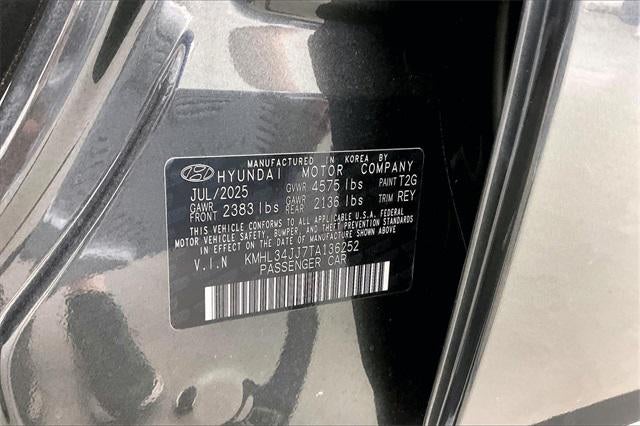 MANUFACTURED IN KOREA BY
HYUNDAI MOTOR COMPANY
JUL/2025 GVWR 4575 lbs PAINT T2G
GAWR FRONT 2383 lbs GAWR REAR 2136 lbs TRIM REY
THIS VEHICLE CONFORMS TO ALL APPLICABLE U.S. FEDERAL
MOTOR VEHICLE SAFETY, BUMPER, AND THEFT PREVENTION STANDARDS
IN EFFECT ON THE DATE OF MANUFACTURE SHOWN ABOVE.
V.I.N KMHL34JJ7TA136252
PASSENGER CAR